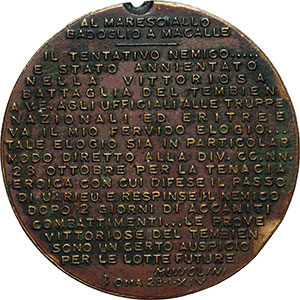 AL MARESCIALLO
BADOGLIO A MACALLE
IL TENTATIVO NEMICO.....
E STATO ANNIENTATO
NELLA VITTORIOSA
BATTAGLIA DEL TEMBIEN
A V.E. AGLI UFFICIALI ALLE TRUPPE
NAZIONALI ED ERITREE
VA IL MIO FERVIDO ELOGIO...
TALE ELOGIO SIA IN PARTICOLAR
MODO DIRETTO ALLA DIV. CC.NN.
28 OTTOBRE PER LA TENACIA
EROICA CON CUI DIFESE IL PASSO
UARIEU E RESPINSE IL NEMICO
DOPO 2 GIORNI DI ACCANITI
COMBATTIMENTI...LE PROVE
VITTORIOSE DEL TEMBIEN
SONO UN CERTO AUSPICIO
PER LE LOTTE FUTURE
MUSSOLINI
ROMA 28-1-XIV